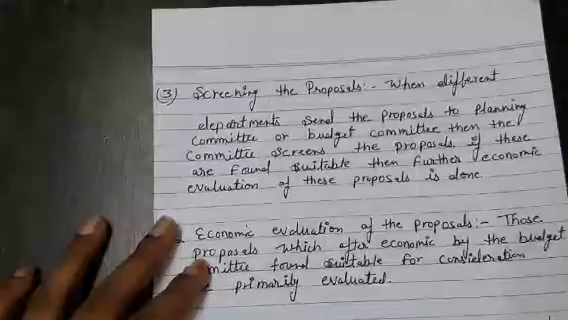 (3) Screening the Proposals:- When different
departments send the proposals to planning
committee or budget committee then the
committee screens the proposals if these
are found suitable then further economic
evaluation of these proposals is done.
Economic evaluation of the proposals:- Those
proposals which after economic by the budget
mittee found suitable for consideration
primarily evaluated.